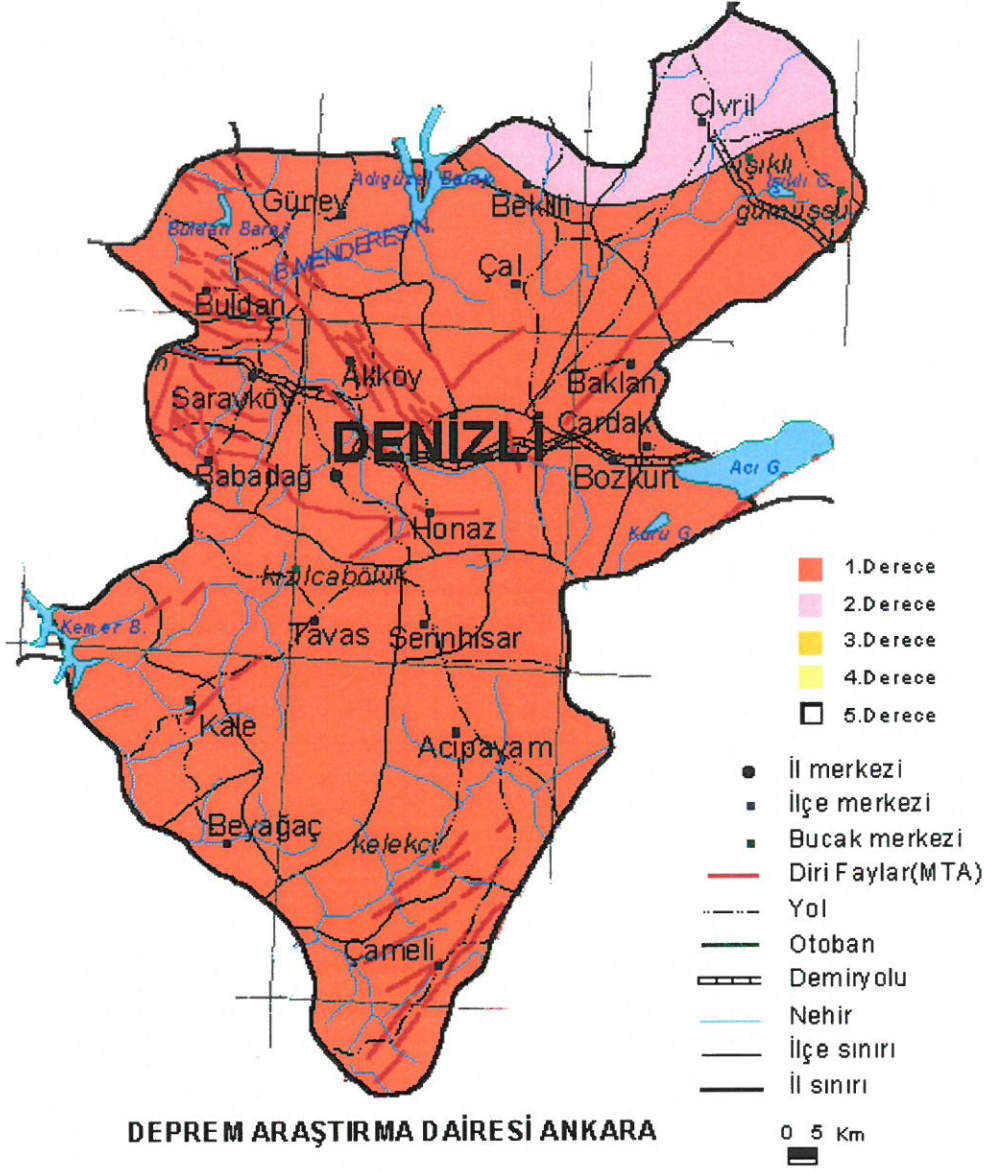 Çivril
ışıklı
Işıklı G.
gümüşsu
Adıgüzel Barajı
Güney
Bekilli
Buldan Barajı
B.MENDERES N.
Çal
Buldan
Akköy
Baklan
Sarayköy
Çardak
DENİZLİ
Babadağ
Bozkurt
Acı G.
Honaz
Karu G.
kızılcabölük
Kemer B.
Tavas
Serinhisar
Kale
Acıpayam
Beyağaç
kelekçi
Çameli
1.Derece
2.Derece
3.Derece
4.Derece
5.Derece
İl merkezi
İlçe merkezi
Bucak merkezi
Diri Faylar(MTA)
Yol
Otoban
Demiryolu
Nehir
İlçe sınırı
İl sınırı
DEPREM ARAŞTIRMA DAİRESİ ANKARA
0 5 Km